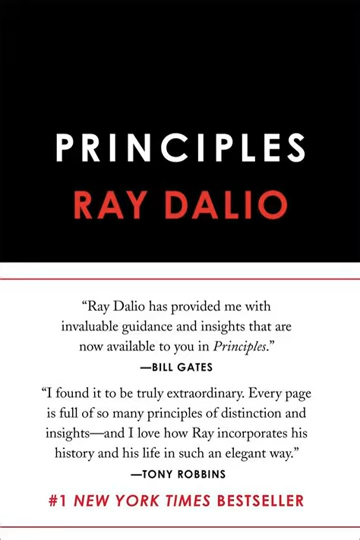 PRINCIPLES
RAY DALIO
“Ray Dalio has provided me with
invaluable guidance and insights that are
now available to you in Principles.”
—BILL GATES
“I found it to be truly extraordinary. Every page
is full of so many principles of distinction and
insights—and I love how Ray incorporates his
history and his life in such an elegant way.”
—TONY ROBBINS
#1 NEW YORK TIMES BESTSELLER